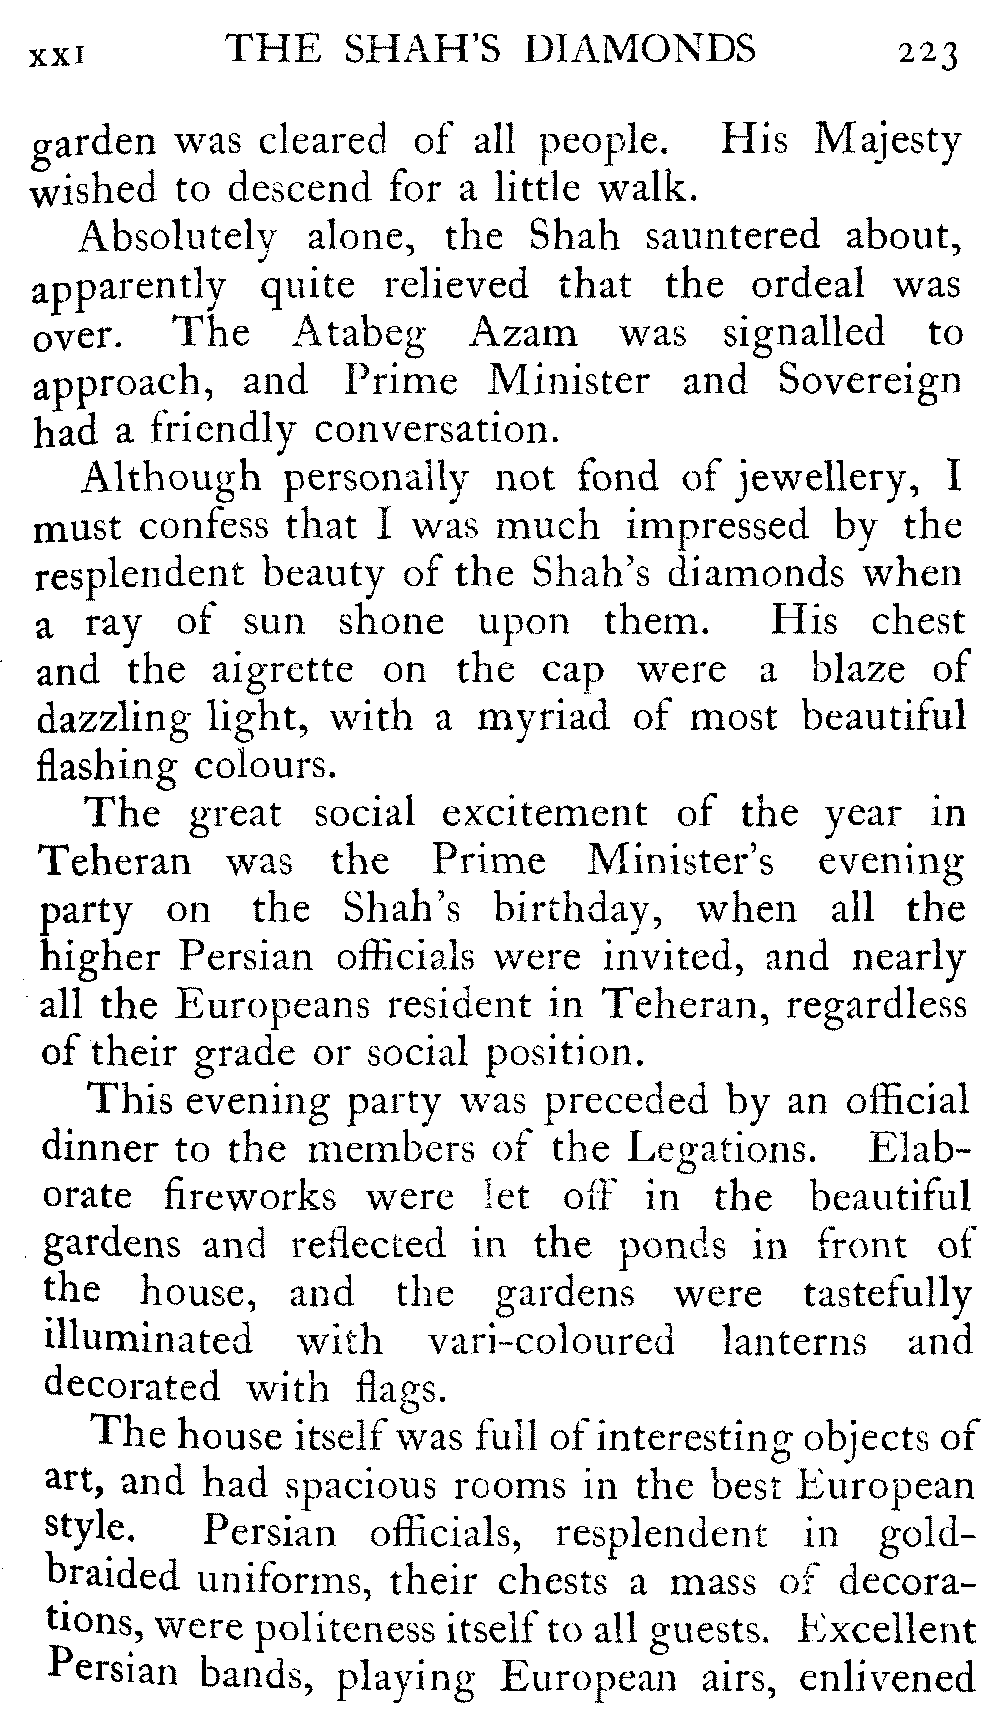 XXI THE SHAH'S DIAMONDS 223
garden was cleared of all people. His Majesty
wished to descend for a little walk.
Absolutely alone, the Shah sauntered about,
apparently quite relieved that the ordeal was
over. The Atabeg Azam was signalled to
approach, and Prime Minister and Sovereign
had a friendly conversation.
Although personally not fond of jewellery, I
must confess that I was much impressed by the
resplendent beauty of the Shah's diamonds when
a ray of sun shone upon them. His chest
and the aigrette on the cap were a blaze of
dazzling light, with a myriad of most beautiful
flashing colours.
The great social excitement of the year in
Teheran was the Prime Minister's evening
party on the Shah's birthday, when all the
higher Persian officials were invited, and nearly
all the Europeans resident in Teheran, regardless
of their grade or social position.
This evening party was preceded by an official
dinner to the members of the Legations. Elab-
orate fireworks were let off in the beautiful
gardens and reflected in the ponds in front of
the house, and the gardens were tastefully
illuminated with vari-coloured lanterns and
decorated with flags.
The house itself was full of interesting objects of
art, and had spacious rooms in the best European
style. Persian officials, resplendent in gold-
braided uniforms, their chests a mass of decora-
tions, were politeness itself to all guests. Excellent
Persian bands, playing European airs, enlivened